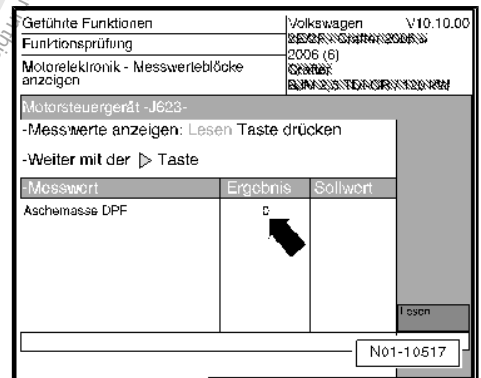 Geführte Funktionen
Volkswagen V10.10.00
Funktionsprüfung
2006 (6)
Motorelektronik - Messwerteblöcke
anzeigen
Crafter
Motorsteuergerät -J623-
-Messwerte anzeigen: Lesen Taste drücken
-Weiter mit der ▷ Taste
-Messwert Ergebnis Sollwert
Aschemasse DPF
Lesen
N01-10517